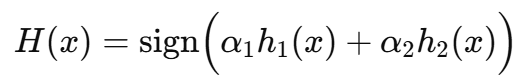 H(x) = sign(α₁h₁(x) + α₂h₂(x))